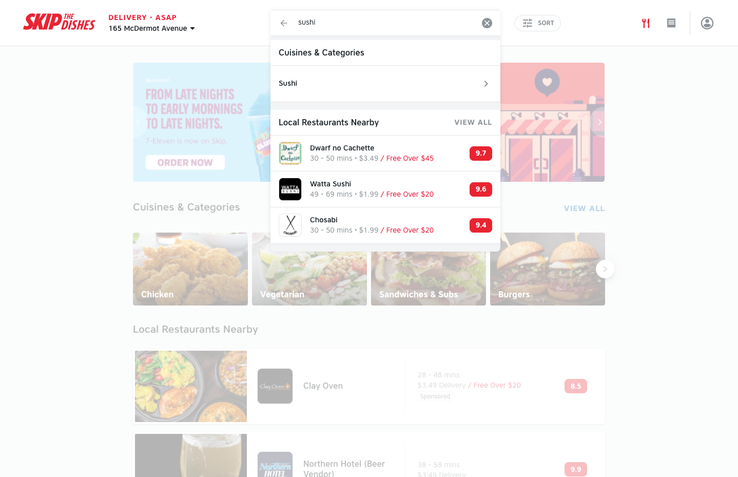 SKIP THE DISHES
DELIVERY • ASAP
165 McDermot Avenue
sushi
SORT
Cuisines & Categories
Sushi
Local Restaurants Nearby
VIEW ALL
Dwarf no Cachette
30 - 50 mins • $3.49 / Free Over $45
9.7
Watta Sushi
49 - 69 mins • $1.99 / Free Over $20
9.6
Chosabi
30 - 50 mins • $1.99 / Free Over $20
9.4
FROM LATE NIGHTS
TO EARLY MORNINGS
TO LATE NIGHTS.
7-Eleven is now on Skip.
ORDER NOW
Cuisines & Categories
VIEW ALL
Chicken
Vegetarian
Sandwiches & Subs
Burgers
Local Restaurants Nearby
Clay Oven
Clay Oven
28 - 48 mins
$3.49 Delivery / Free Over $20
Sponsored
8.5
Northern
HOTEL
Northern Hotel (Beer
Vendor)
38 - 58 mins
$3.49 Delivery
9.9